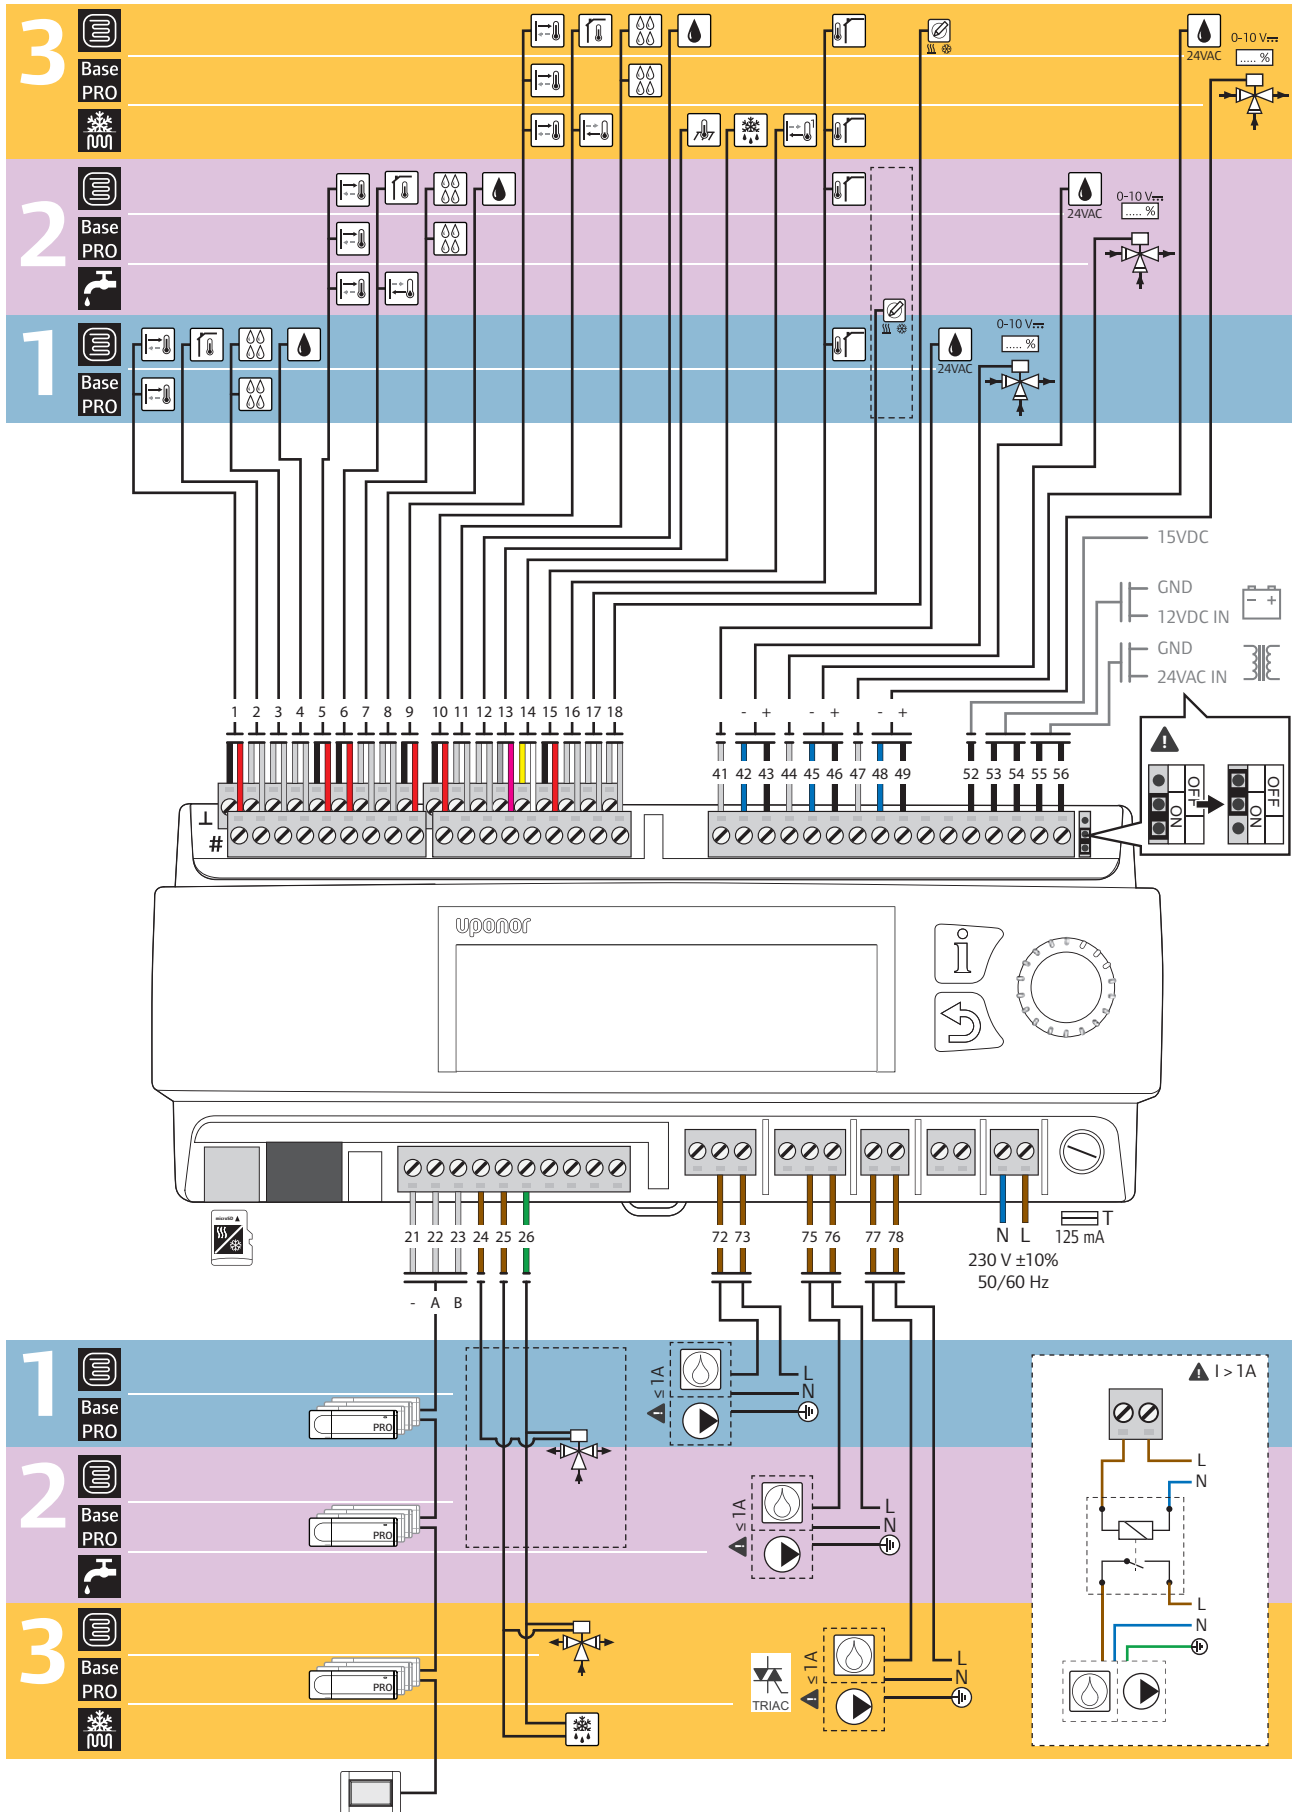 3
Base
PRO
24VAC
0-10 V
..... %
1
2
Base
PRO
24VAC
0-10 V
..... %
1
Base
PRO
24VAC
0-10 V
..... %
15VDC
GND
12VDC IN
- +
GND
24VAC IN
1 2 3 4 5 6 7 8 9 10 11 12 13 14 15 16 17 18
- + - + - +
41 42 43 44 45 46 47 48 49 52 53 54 55 56
!
OFF
ON
OFF
ON
⊥
#
uponor
i
microSD
21 22 23 24 25 26
72 73 75 76 77 78
N L
230 V ±10%
50/60 Hz
T
125 mA
- A B
1
Base
PRO
PRO
! ≤ 1A
L
N
2
Base
PRO
PRO
! ≤ 1A
L
N
3
Base
PRO
PRO
TRIAC
! ≤ 1A
L
N
! I > 1A
L
N
L
N